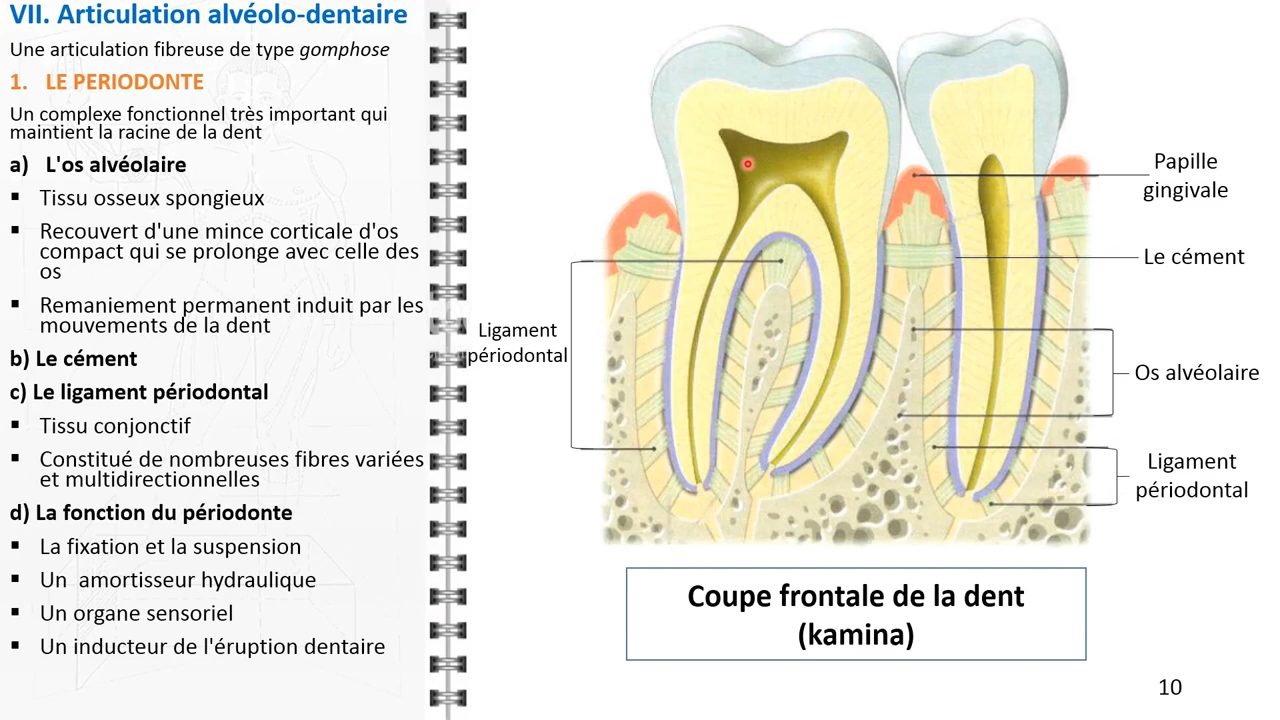 VII. Articulation alvéolo-dentaire
Une articulation fibreuse de type gomphose
1. LE PERIODONTE
Un complexe fonctionnel très important qui
maintient la racine de la dent
a) L'os alvéolaire
▪ Tissu osseux spongieux
▪ Recouvert d'une mince corticale d'os
compact qui se prolonge avec celle des
os
▪ Remaniement permanent induit par les
mouvements de la dent
b) Le cément
c) Le ligament périodontal
▪ Tissu conjonctif
▪ Constitué de nombreuses fibres variées
et multidirectionnelles
d) La fonction du périodonte
▪ La fixation et la suspension
▪ Un amortisseur hydraulique
▪ Un organe sensoriel
▪ Un inducteur de l'éruption dentaire
Ligament
périodontal
Papille
gingivale
Le cément
Os alvéolaire
Ligament
périodontal
Coupe frontale de la dent
(kamina)
10